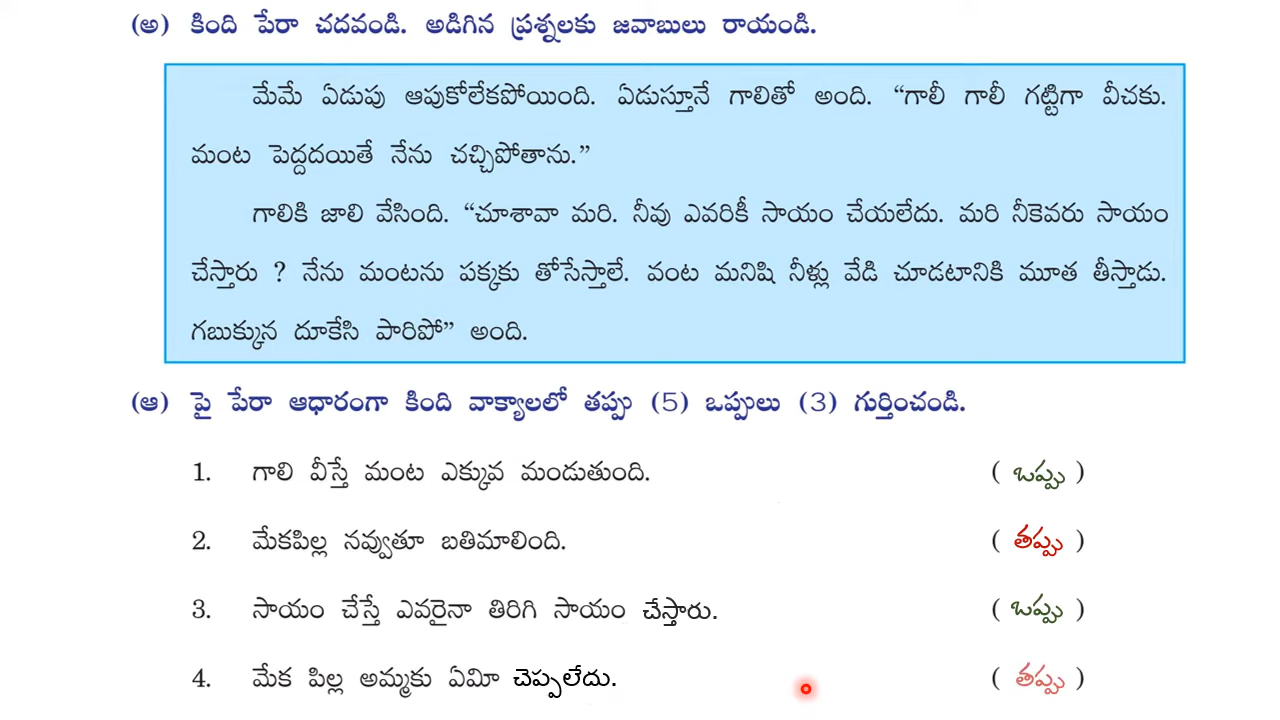 (అ) కింది పేరా చదవండి. అడిగిన ప్రశ్నలకు జవాబులు రాయండి.
మేమే ఏడుపు ఆపుకోలేకపోయింది. ఏడుస్తూనే గాలితో అంది. “గాలీ గాలీ గట్టిగా వీచకు.
మంట పెద్దదయితే నేను చచ్చిపోతాను.”
గాలికి జాలి వేసింది. “చూశావా మరి. నీవు ఎవరికీ సాయం చేయలేదు. మరి నీకెవరు సాయం
చేస్తారు ? నేను మంటను పక్కకు తోసేస్తాలే. వంట మనిషి నీళ్లు వేడి చూడటానికి మూత తీస్తాడు.
గబుక్కున దూకేసి పారిపో” అంది.
(ఆ) పై పేరా ఆధారంగా కింది వాక్యాలలో తప్పు (5) ఒప్పులు (3) గుర్తించండి.
1. గాలి వీస్తే మంట ఎక్కువ మండుతుంది. ( ఒప్పు )
2. మేకపిల్ల నవ్వుతూ బతిమాలింది. ( తప్పు )
3. సాయం చేస్తే ఎవరైనా తిరిగి సాయం చేస్తారు. ( ఒప్పు )
4. మేక పిల్ల అమ్మకు ఏమీ చెప్పలేదు. ( తప్పు )